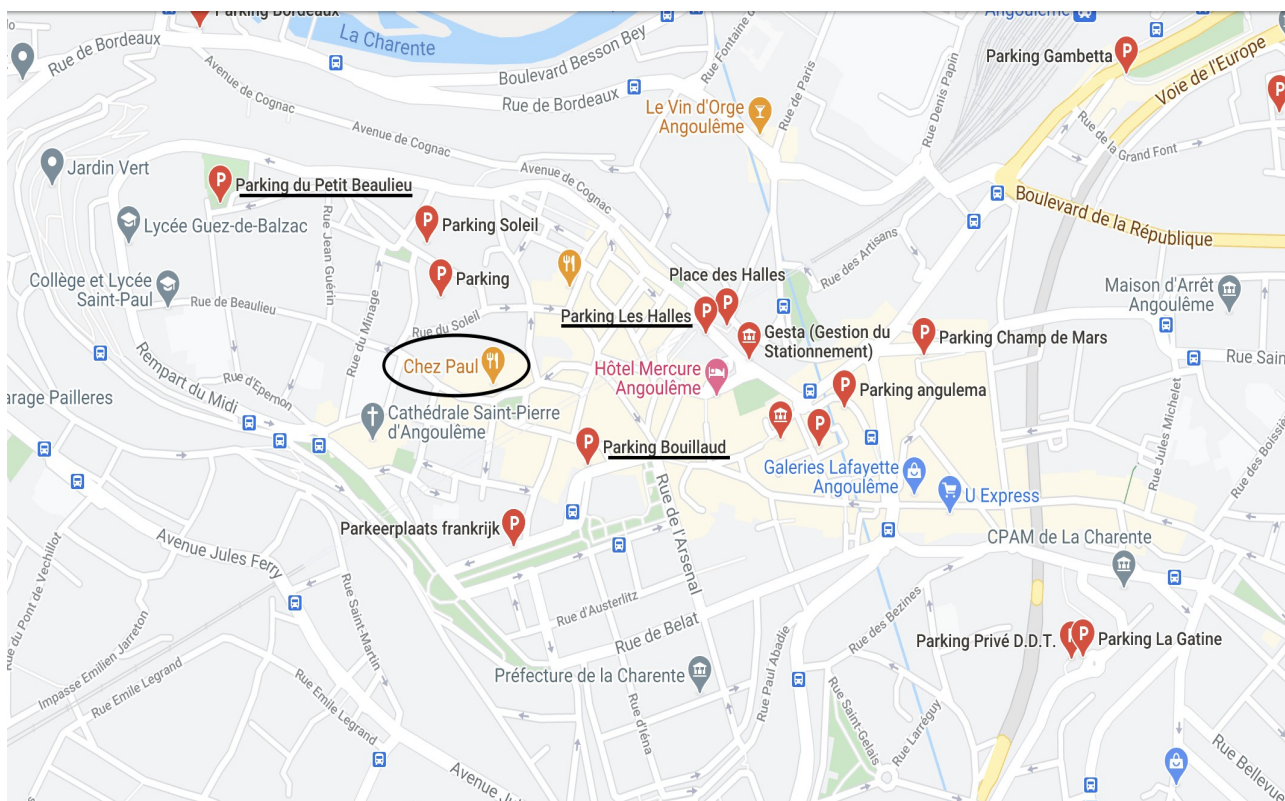 Parking Bordeaux
Angoulême
La Charente
Rue de Bordeaux
Parking Gambetta
Boulevard Besson Bey
Rue Fontaine
Avenue de Cognac
Voie de l'Europe
Rue de Bordeaux
Rue de Paris
Rue Denis Papin
Le Vin d'Orge
Angoulême
Rue de la Grand Font
Avenue de Cognac
Jardin Vert
Avenue de Cognac
Parking du Petit Beaulieu
Boulevard de la République
Lycée Guez-de-Balzac
Parking Soleil
Rue Jean Guérin
Rue des Artisans
Collège et Lycée
Saint-Paul
Parking
Place des Halles
Maison d'Arrêt
Angoulême
Rue de Beaulieu
Rue du Minage
Rue du Soleil
Parking Les Halles
Gesta (Gestion du
Stationnement)
Parking Champ de Mars
Rue Sain
Chez Paul
Hôtel Mercure
Angoulême
Rempart du Midi
Rue d'Epernon
Parking angulema
arage Pailleres
Cathédrale Saint-Pierre
d'Angoulême
Rue Jules Michelet
Parking Bouillaud
Rue des Boissiè
Galeries Lafayette
Angoulême
U Express
Rue de l'Arsenal
Parkeerplaats frankrijk
CPAM de La Charente
Avenue Jules Ferry
Rue du Pont de Vechillot
Rue Saint-Martin
Rue d'Austerlitz
Rue de Belat
Rue des Bezines
Parking Privé D.D.T.
Parking La Gatine
Impasse Emilien Jarreton
Rue Emile Legrand
Préfecture de la Charente
Rue Paul Abadie
Rue Emile Legrand
Rue d'Iéna
Rue Saint-Gelais
Rue Larréguy
Rue Bellevue
Avenue Ju